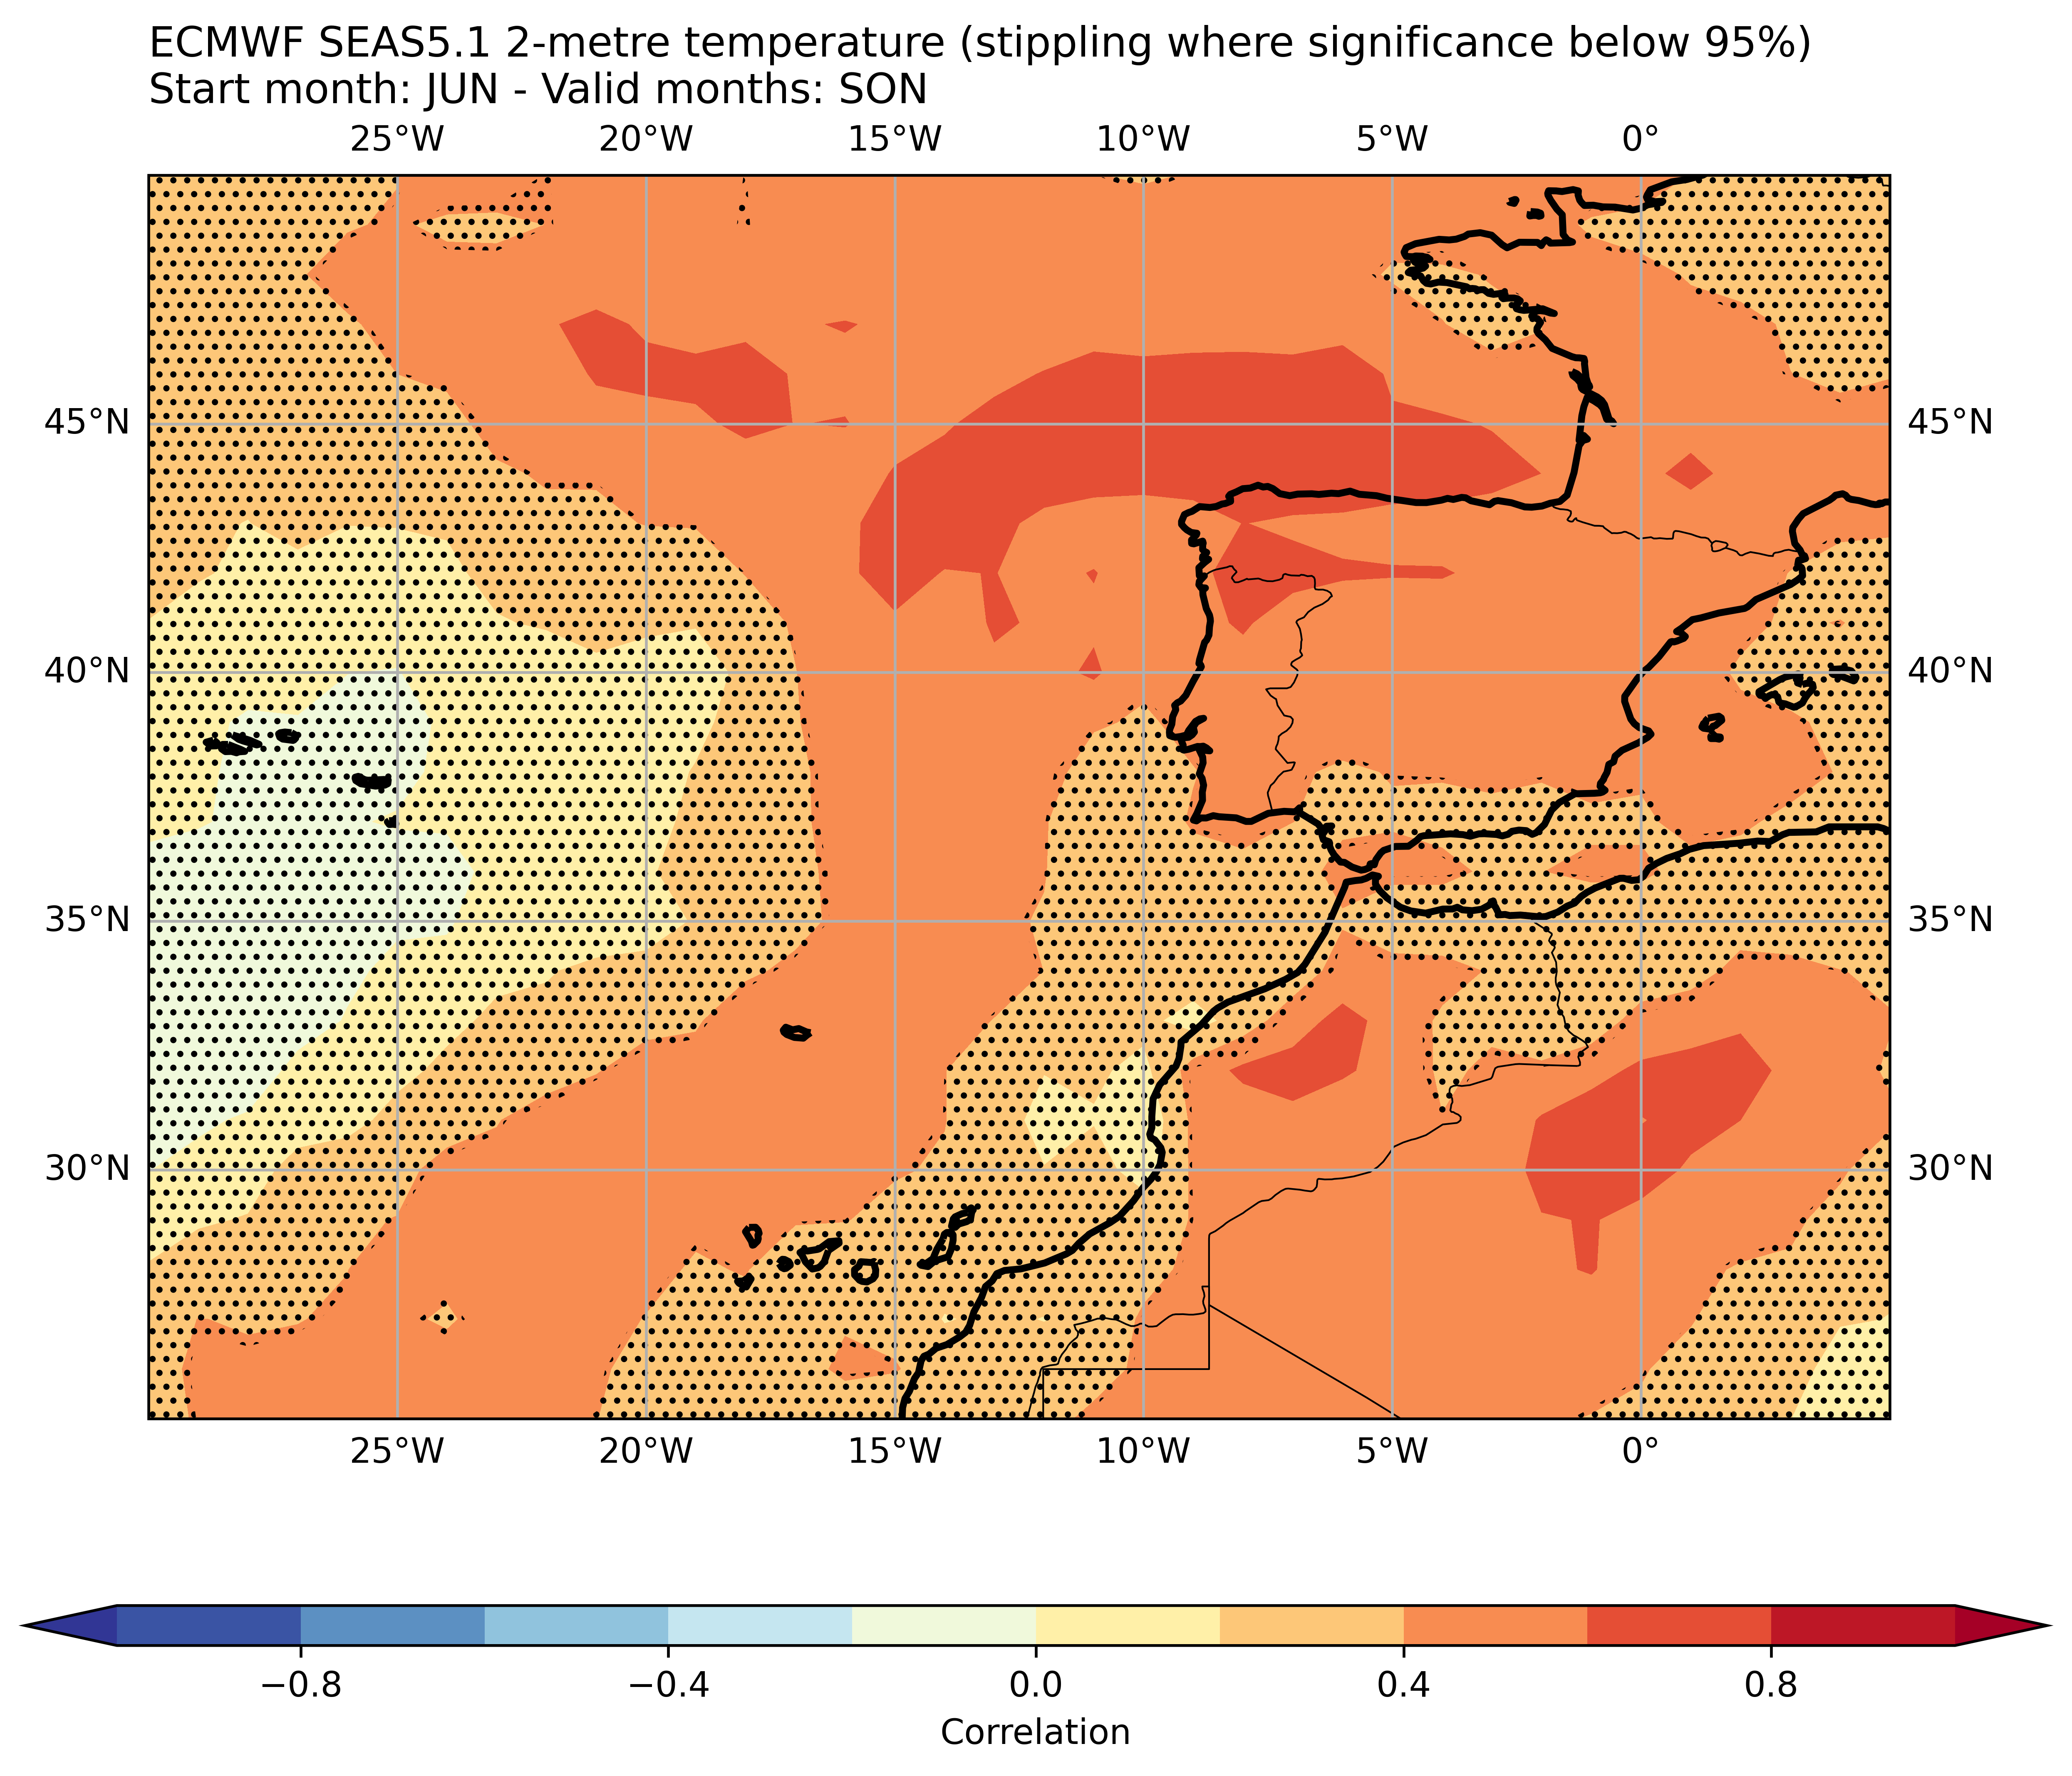 ECMWF SEAS5.1 2-metre temperature (stippling where significance below 95%)
Start month: JUN - Valid months: SON
25°W 20°W 15°W 10°W 5°W 0°
45°N 45°N
40°N 40°N
35°N 35°N
30°N 30°N
25°W 20°W 15°W 10°W 5°W 0°
−0.8 −0.4 0.0 0.4 0.8
Correlation